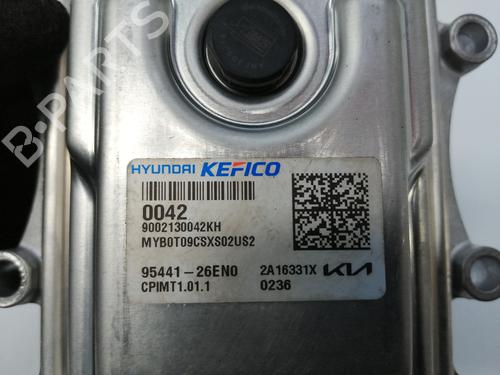 B-PARTS
HYUNDAI KEFICO
0042
9002130042KH
MYB0T09CSXS02US2
95441-26EN0 2A16331X KIA
CPIMT1.01.1 0236